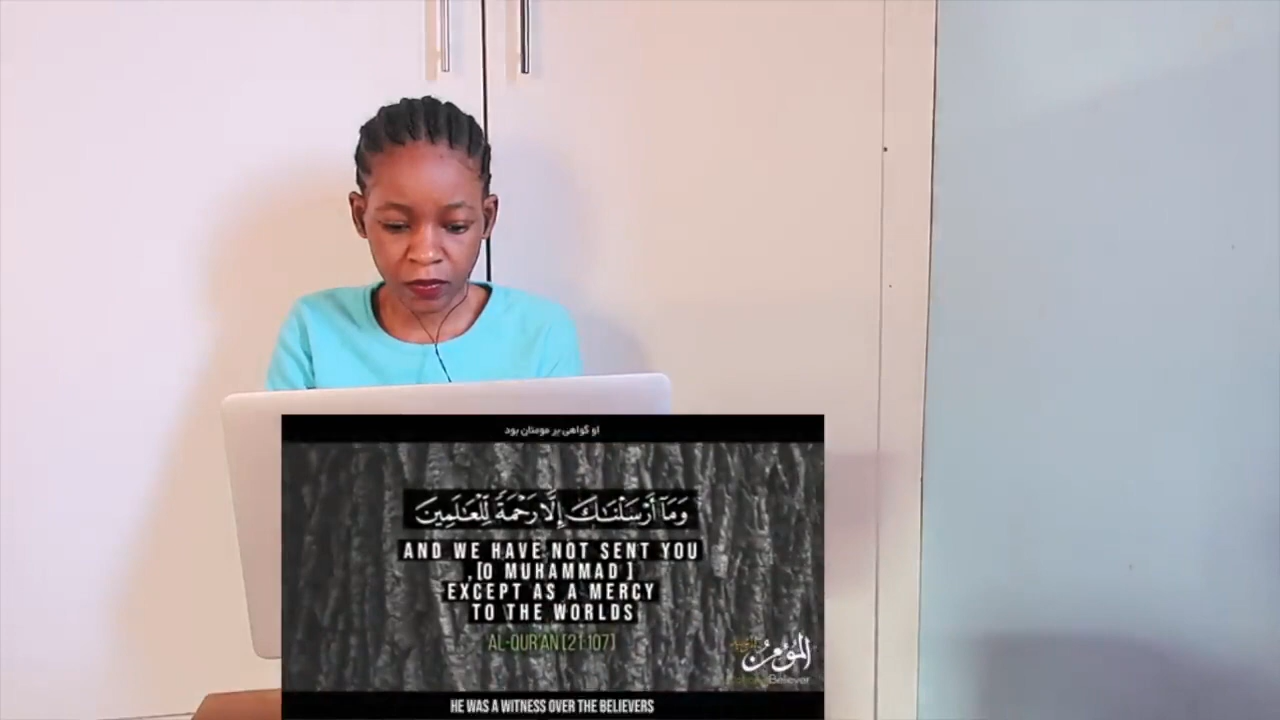 او گواهی بر مومنان بود
وَمَآ أَرْسَلْنَـٰكَ إِلَّا رَحْمَةً لِّلْعَـٰلَمِينَ
AND WE HAVE NOT SENT YOU
,[O MUHAMMAD ]
EXCEPT AS A MERCY
TO THE WORLDS
AL-QUR'AN [21:107]
المؤمن
Believer
HE WAS A WITNESS OVER THE BELIEVERS